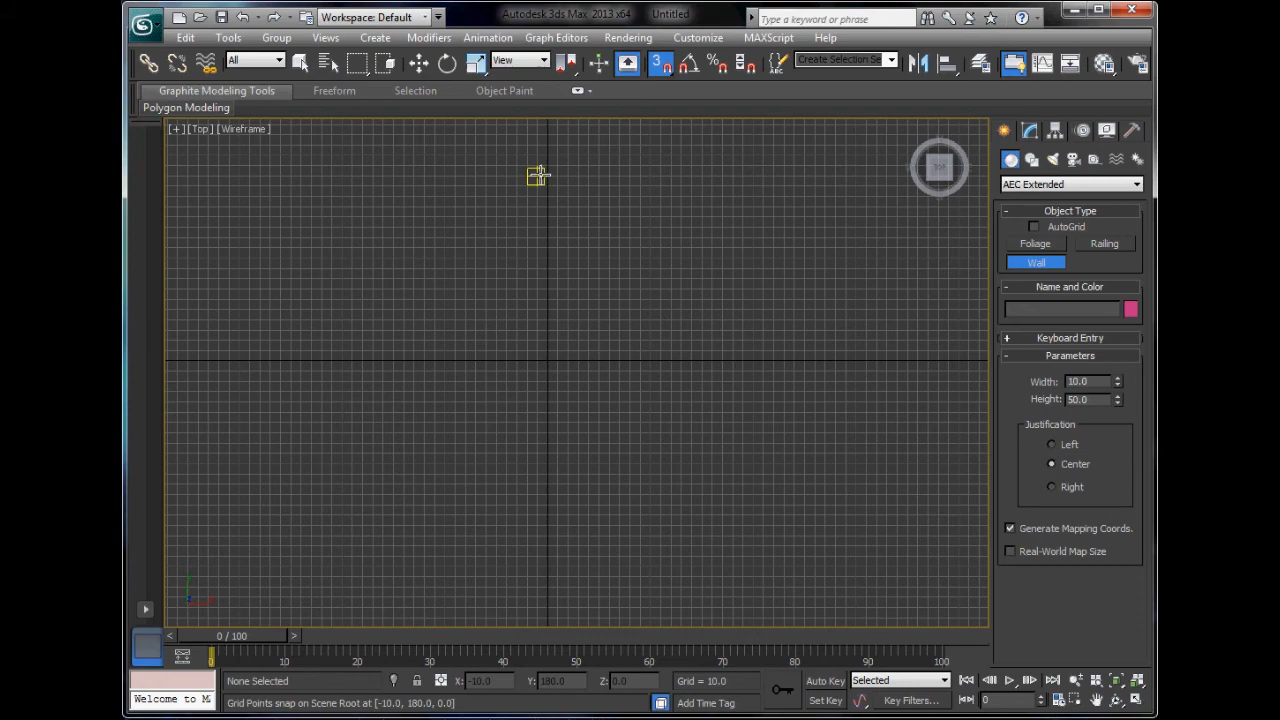 Workspace: Default Autodesk 3ds Max 2013 x64 Untitled Type a keyword or phrase
Edit Tools Group Views Create Modifiers Animation Graph Editors Rendering Customize MAXScript Help
All View 3 Create Selection Se
Graphite Modeling Tools Freeform Selection Object Paint
Polygon Modeling
[+][Top][Wireframe]
TOP
AEC Extended
- Object Type
AutoGrid
Foliage Railing
Wall
- Name and Color
+ Keyboard Entry
- Parameters
Width: 10.0
Height: 50.0
Justification
Left
Center
Right
Generate Mapping Coords.
Real-World Map Size
< 0 / 100 >
0 10 20 30 40 50 60 70 80 90 100
None Selected X: -10.0 Y: 180.0 Z: 0.0 Grid = 10.0 Auto Key Selected
Welcome to M Grid Points snap on Scene Root at [-10.0, 180.0, 0.0] Add Time Tag Set Key Key Filters... 0